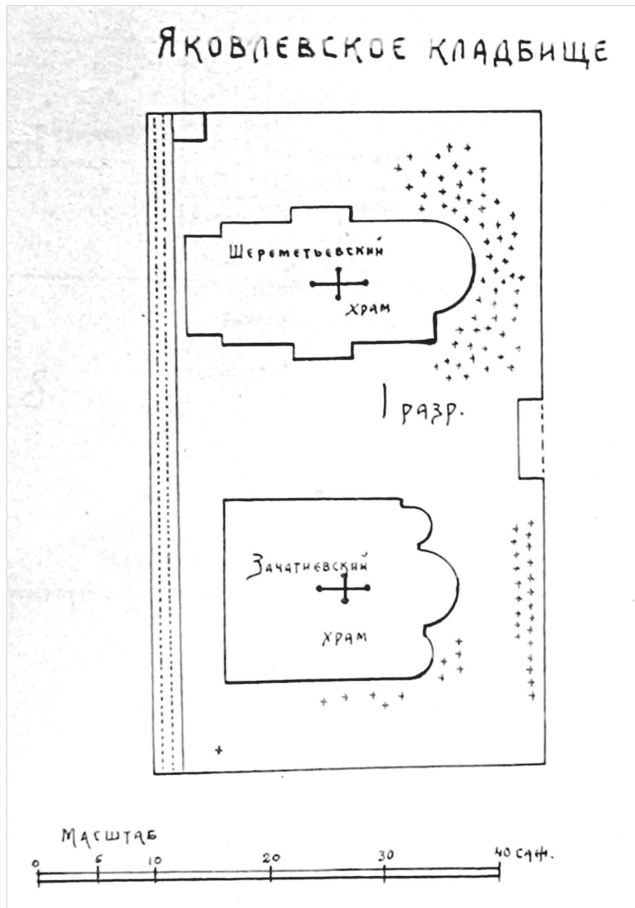 Яковлевское кладбище
Шереметьевский
храм
I разр.
Зачатиевский
храм
Масштаб
0 5 10 20 30 40 саж.